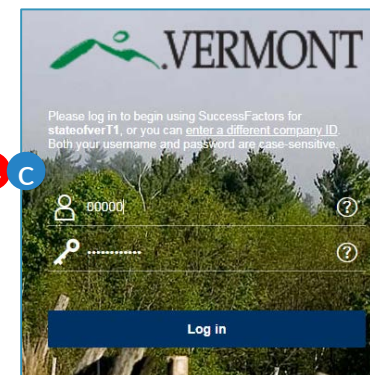 .VERMONT
Please log in to begin using SuccessFactors for
stateofverT1, or you can enter a different company ID.
Both your username and password are case-sensitive.
C
80000
?
............
?
Log in